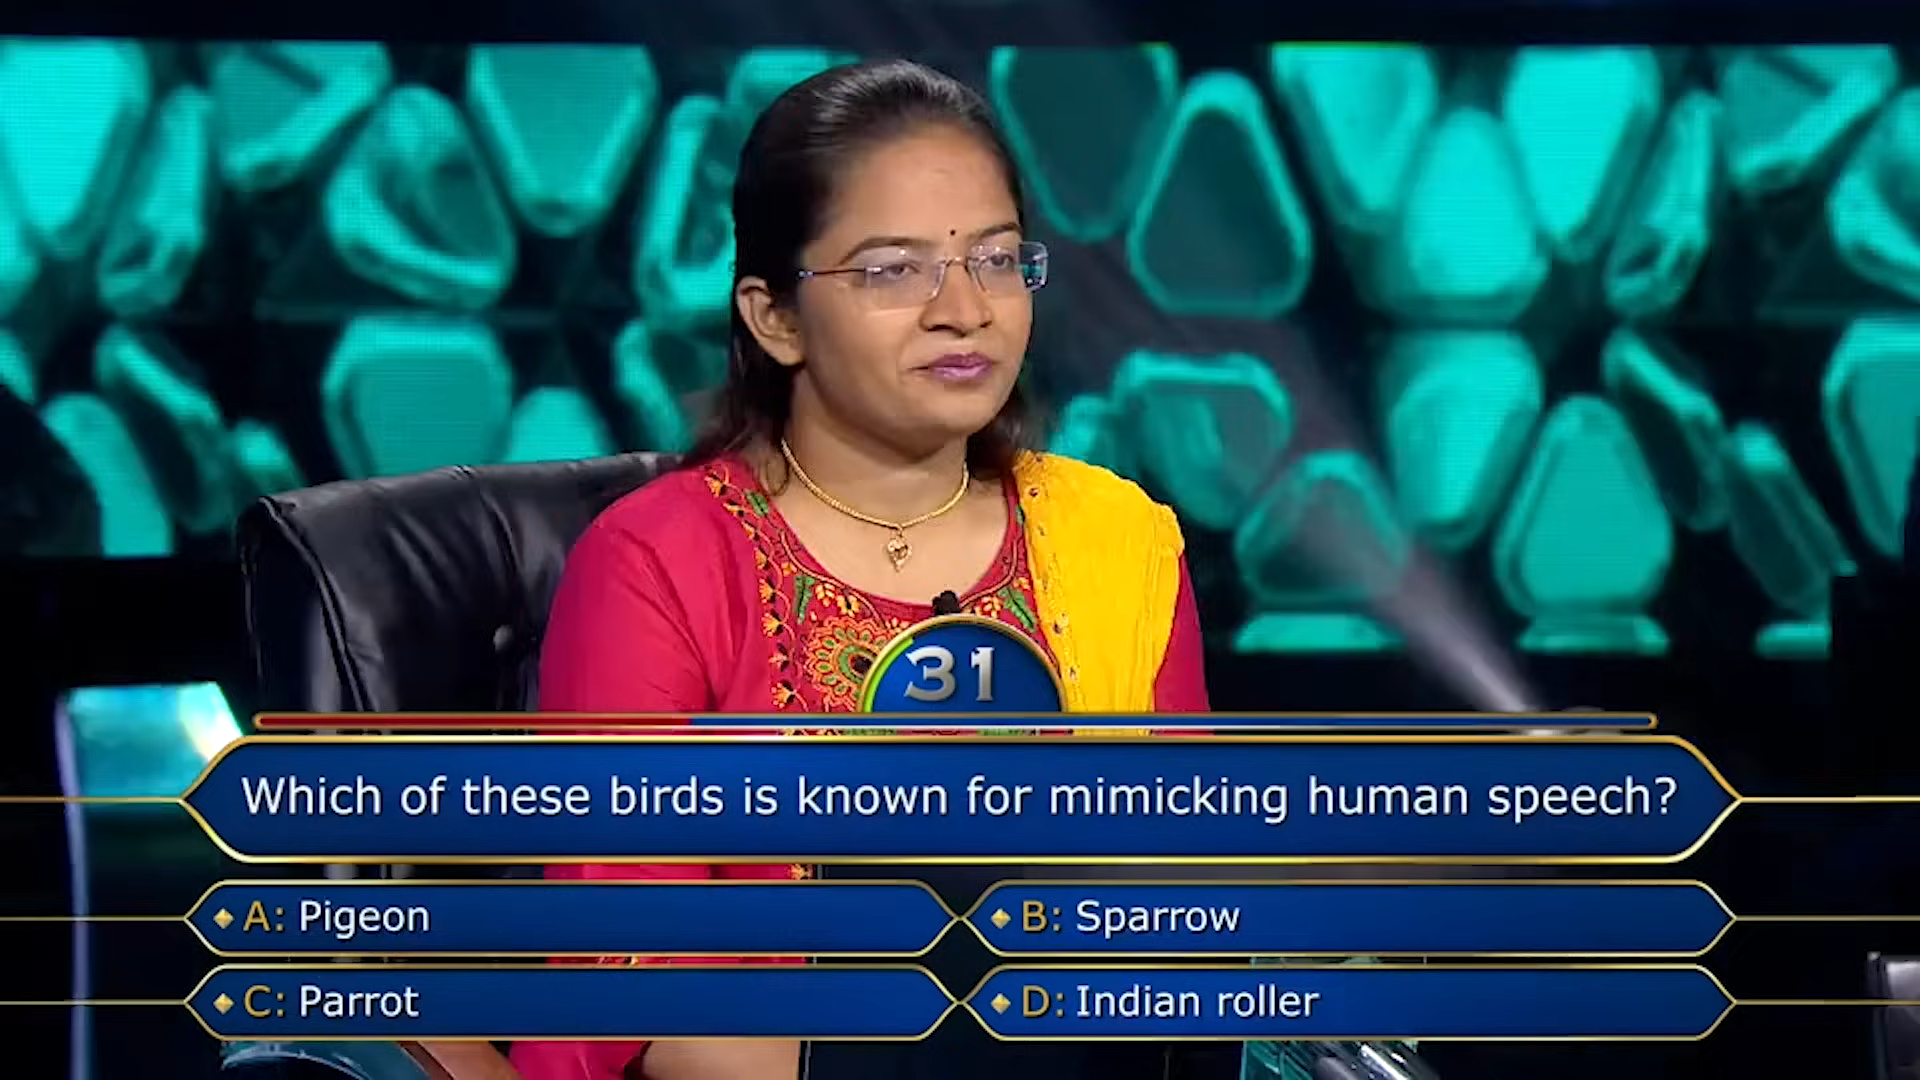 31
Which of these birds is known for mimicking human speech?
A: Pigeon
B: Sparrow
C: Parrot
D: Indian roller